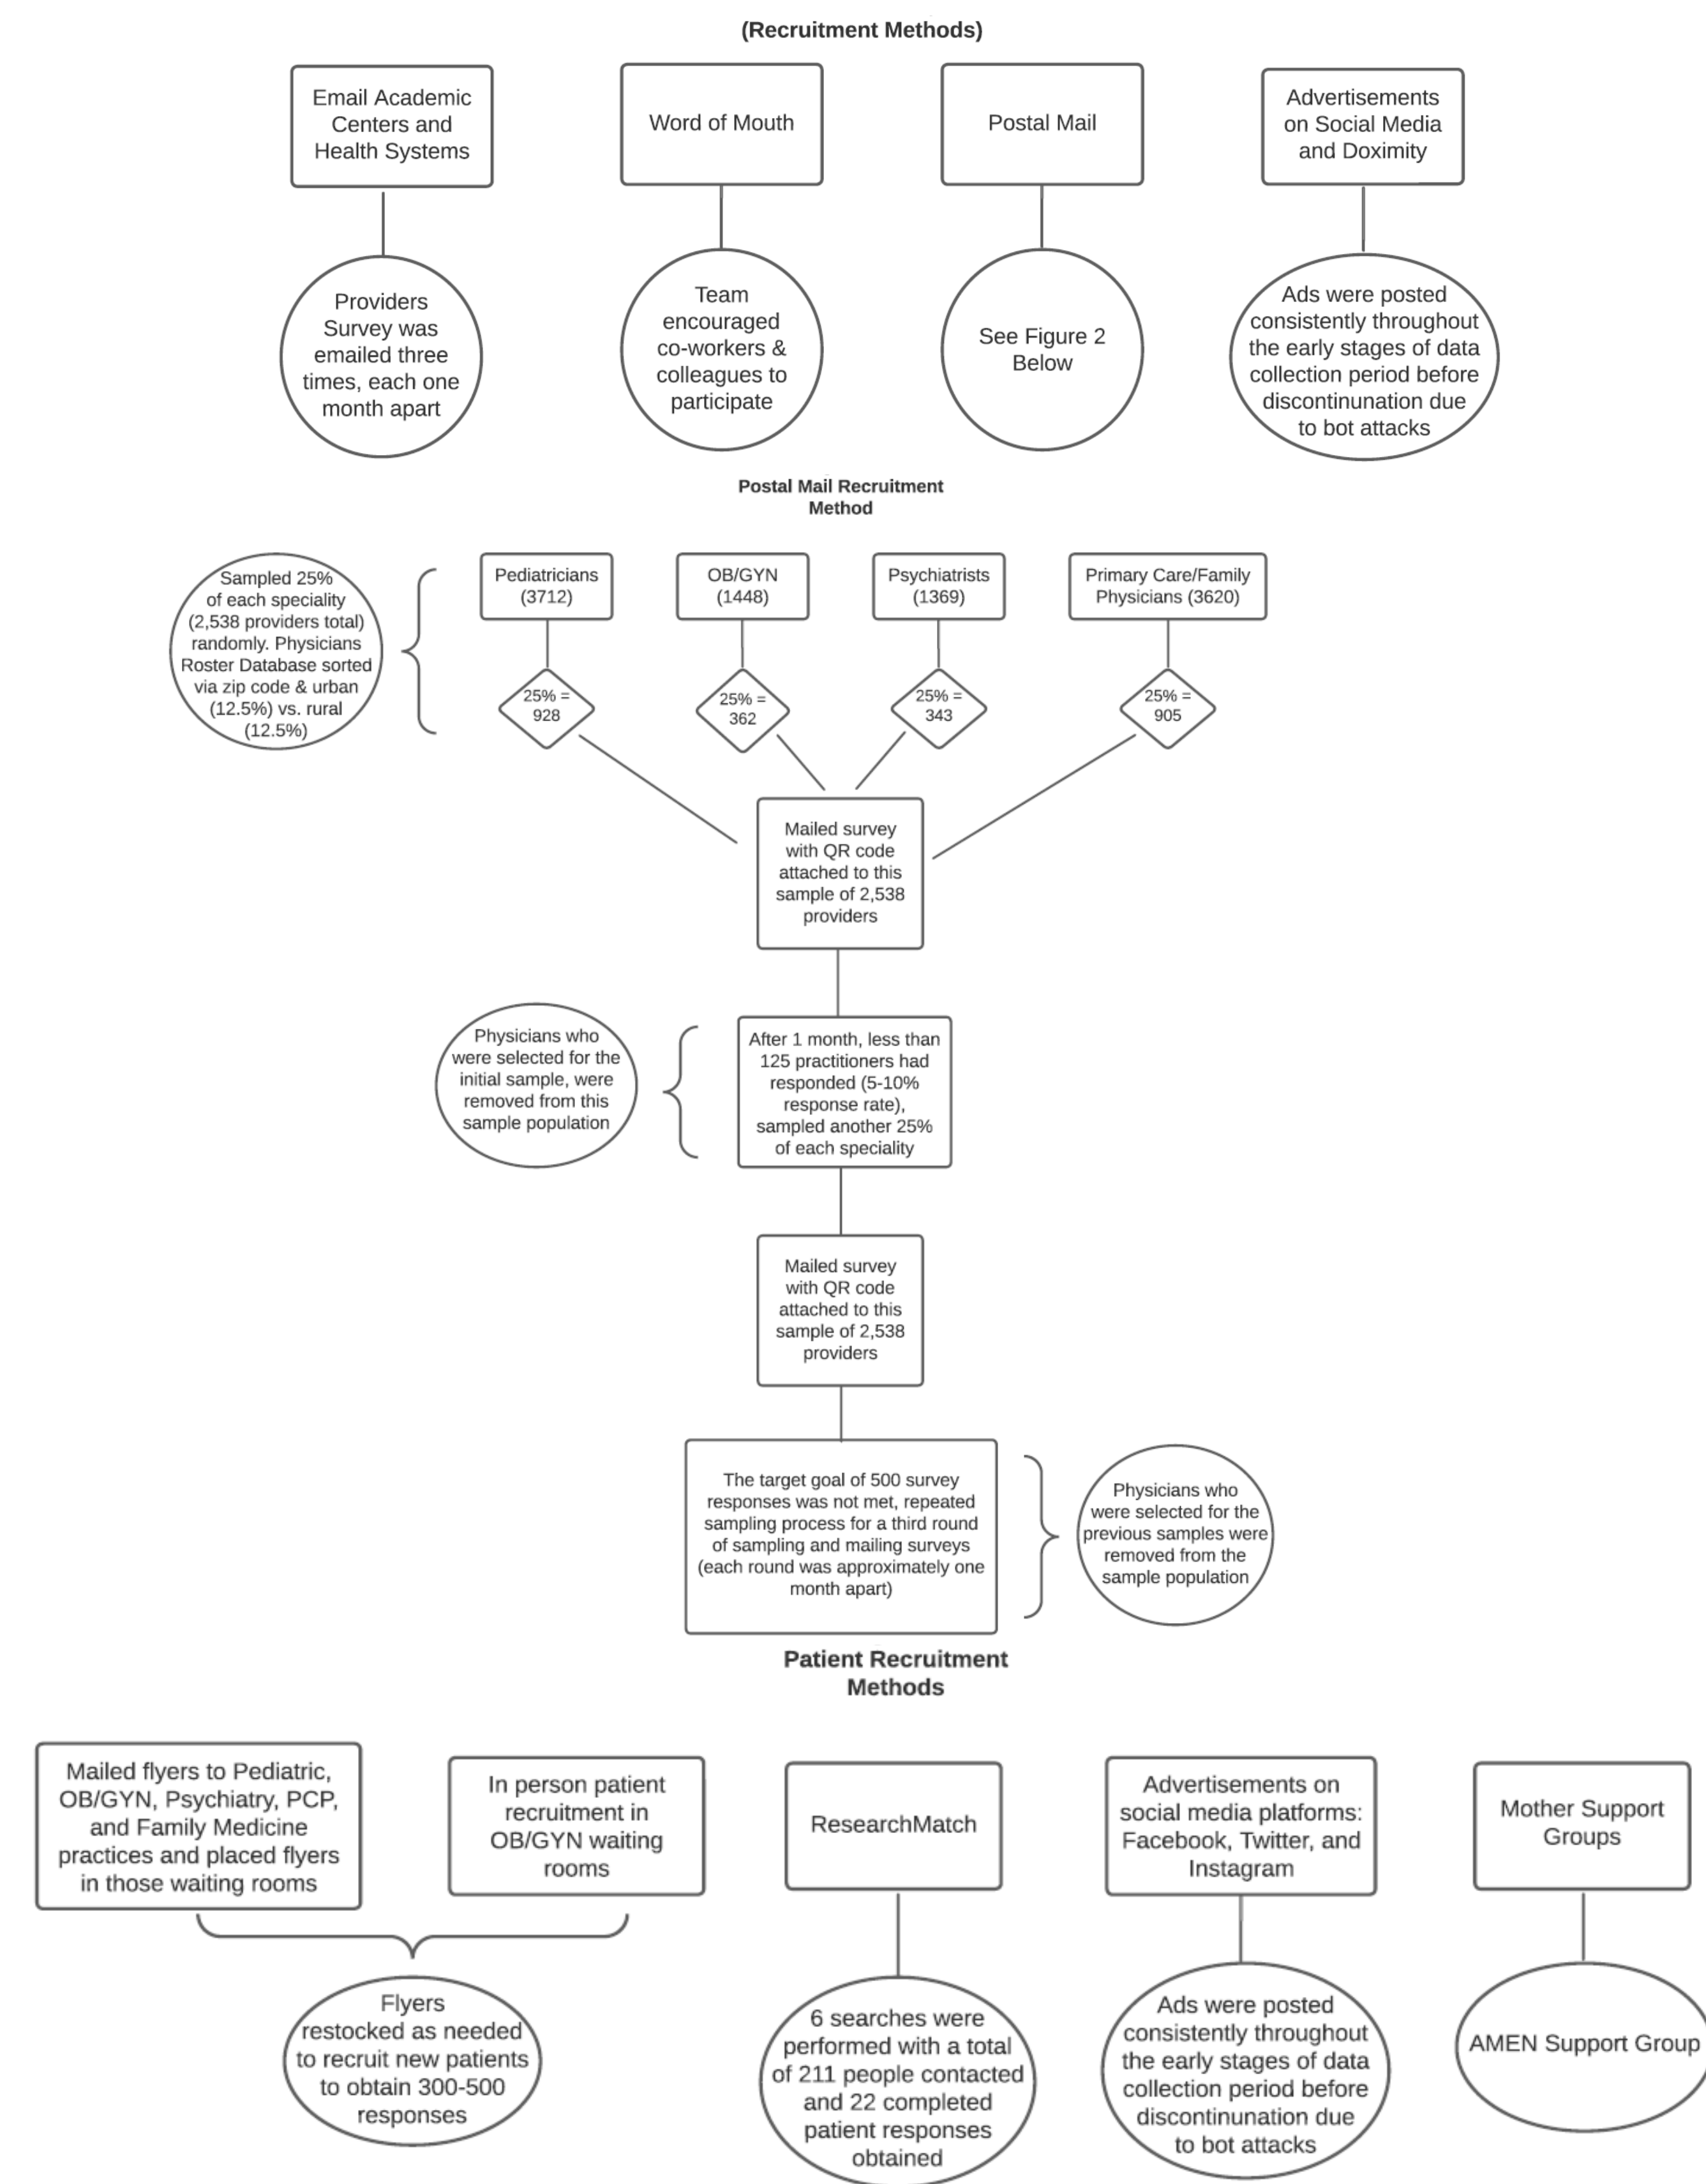 (Recruitment Methods)
Email Academic
Centers and
Health Systems
Word of Mouth
Postal Mail
Advertisements
on Social Media
and Doximity
Providers
Survey was
emailed three
times, each one
month apart
Team
encouraged
co-workers &
colleagues to
participate
See Figure 2
Below
Ads were posted
consistently throughout
the early stages of data
collection period before
discontinunation due
to bot attacks
Postal Mail Recruitment
Method
Sampled 25%
of each speciality
(2,538 providers total)
randomly. Physicians
Roster Database sorted
via zip code & urban
(12.5%) vs. rural
(12.5%)
Pediatricians
(3712)
OB/GYN
(1448)
Psychiatrists
(1369)
Primary Care/Family
Physicians (3620)
25% =
928
25% =
362
25% =
343
25% =
905
Mailed survey
with QR code
attached to this
sample of 2,538
providers
Physicians who
were selected for the
initial sample, were
removed from this
sample population
After 1 month, less than
125 practitioners had
responded (5-10%
response rate),
sampled another 25%
of each speciality
Mailed survey
with QR code
attached to this
sample of 2,538
providers
The target goal of 500 survey
responses was not met, repeated
sampling process for a third round
of sampling and mailing surveys
(each round was approximately one
month apart)
Physicians who
were selected for the
previous samples were
removed from the
sample population
Patient Recruitment
Methods
Mailed flyers to Pediatric,
OB/GYN, Psychiatry, PCP,
and Family Medicine
practices and placed flyers
in those waiting rooms
In person patient
recruitment in
OB/GYN waiting
rooms
ResearchMatch
Advertisements on
social media platforms:
Facebook, Twitter, and
Instagram
Mother Support
Groups
Flyers
restocked as needed
to recruit new patients
to obtain 300-500
responses
6 searches were
performed with a total
of 211 people contacted
and 22 completed
patient responses
obtained
Ads were posted
consistently throughout
the early stages of data
collection period before
discontinunation due
to bot attacks
AMEN Support Group